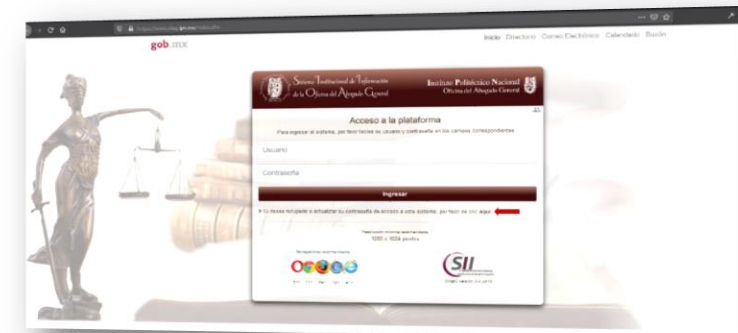 gob.mx
Inicio Directorio Correo Electrónico Calendario Buzón
Sistema Institucional de Información
de la Oficina del Abogado General
Instituto Politécnico Nacional
Oficina del Abogado General
Acceso a la plataforma
Para ingresar al sistema, por favor teclee su usuario y contraseña en los campos correspondientes
Usuario
Contraseña
Ingresar
Si desea recuperar o actualizar su contraseña de acceso a este sistema, por favor de clic aquí
1280 x 1024 pixeles
SII